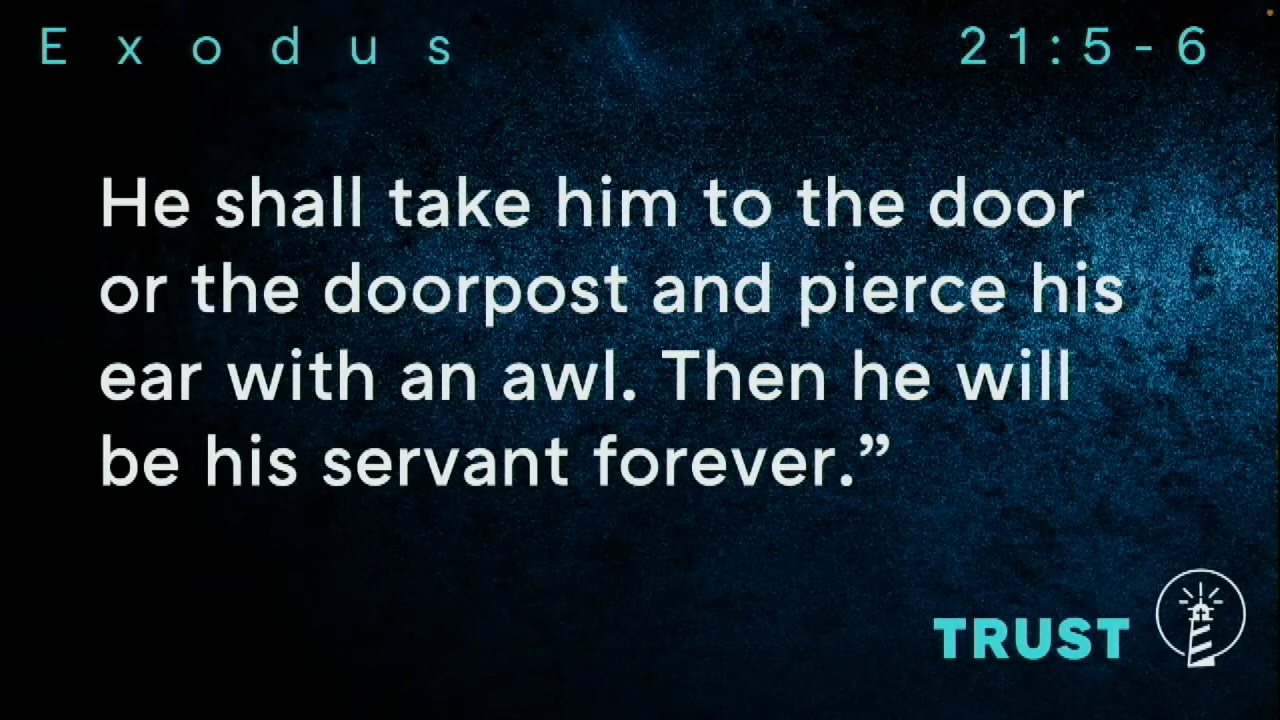 Exodus 21:5-6
He shall take him to the door
or the doorpost and pierce his
ear with an awl. Then he will
be his servant forever.”
TRUST